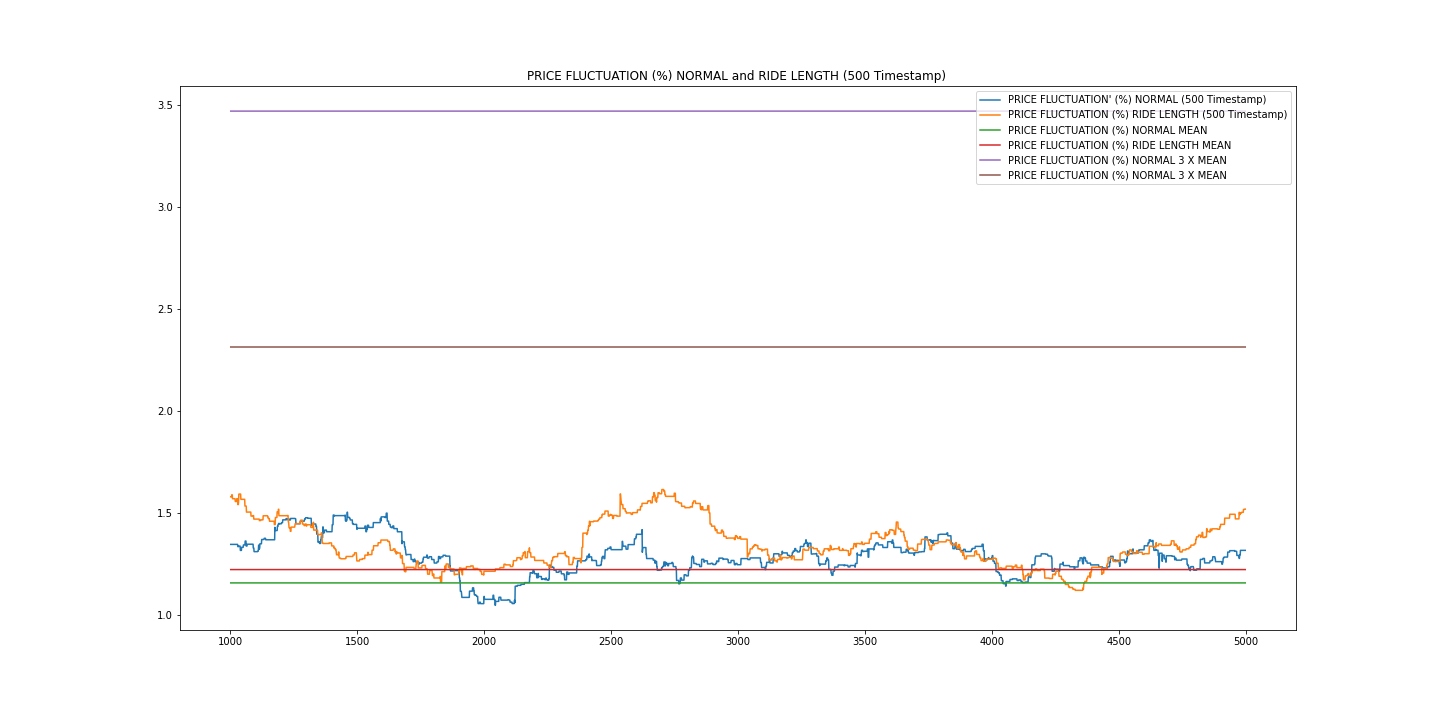 PRICE FLUCTUATION (%) NORMAL and RIDE LENGTH (500 Timestamp)
PRICE FLUCTUATION' (%) NORMAL (500 Timestamp)
PRICE FLUCTUATION (%) RIDE LENGTH (500 Timestamp)
PRICE FLUCTUATION (%) NORMAL MEAN
PRICE FLUCTUATION (%) RIDE LENGTH MEAN
PRICE FLUCTUATION (%) NORMAL 3 X MEAN
PRICE FLUCTUATION (%) NORMAL 3 X MEAN
3.5
3.0
2.5
2.0
1.5
1.0
1000 1500 2000 2500 3000 3500 4000 4500 5000